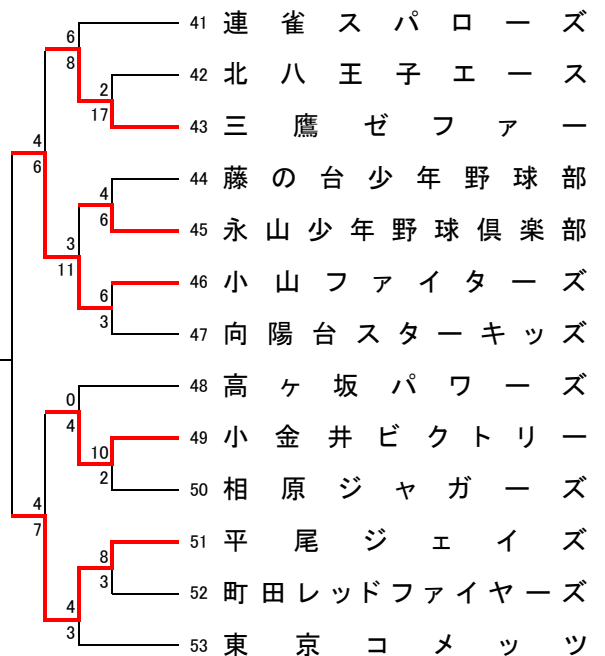 6
41 連雀スパローズ
8
2
42 北八王子エース
17
43 三鷹ゼファー
4
6
4
44 藤の台少年野球部
6
45 永山少年野球倶楽部
3
11
6
46 小山ファイターズ
3
47 向陽台スターキッズ
0
48 高ヶ坂パワーズ
4
10
49 小金井ビクトリー
2
50 相原ジャガーズ
4
7
8
51 平尾ジェイズ
3
52 町田レッドファイヤーズ
4
3
53 東京コメッツ